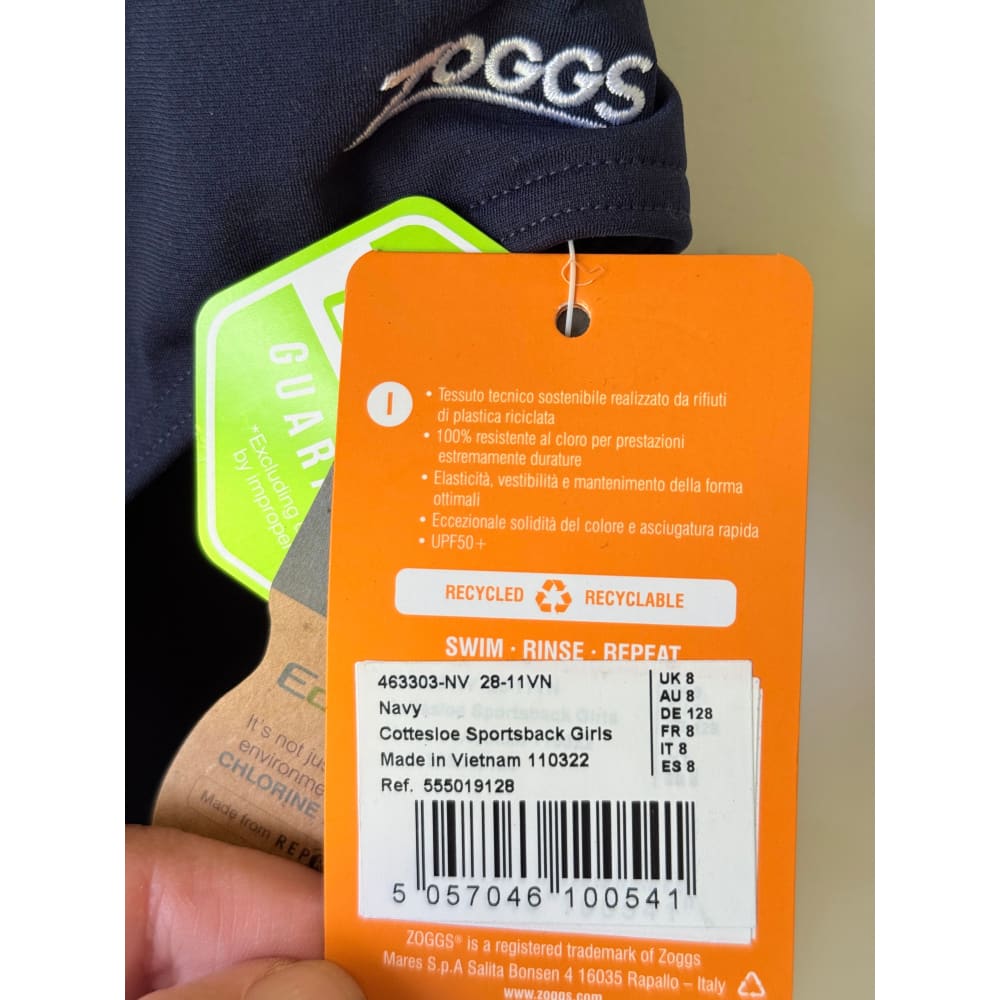 ZOGGS
GUAR
*Excluding
by improper
I
• Tessuto tecnico sostenibile realizzato da rifiuti
di plastica riciclata
• 100% resistente al cloro per prestazioni
estremamente durature
• Elasticità, vestibilità e mantenimento della forma
ottimali
• Eccezionale solidità del colore e asciugatura rapida
• UPF50+
RECYCLED RECYCLABLE
SWIM · RINSE · REPEAT
463303-NV 28-11VN
Navy
Cottesloe Sportsback Girls
Made in Vietnam 110322
Ref. 555019128
UK 8
AU 8
DE 128
FR 8
IT 8
ES 8
5 057046 100541
It's not jus
environme
CHLORINE
Made from REP
ZOGGS® is a registered trademark of Zoggs
Mares S.p.A Salita Bonsen 4 16035 Rapallo – Italy
www.zoggs.com